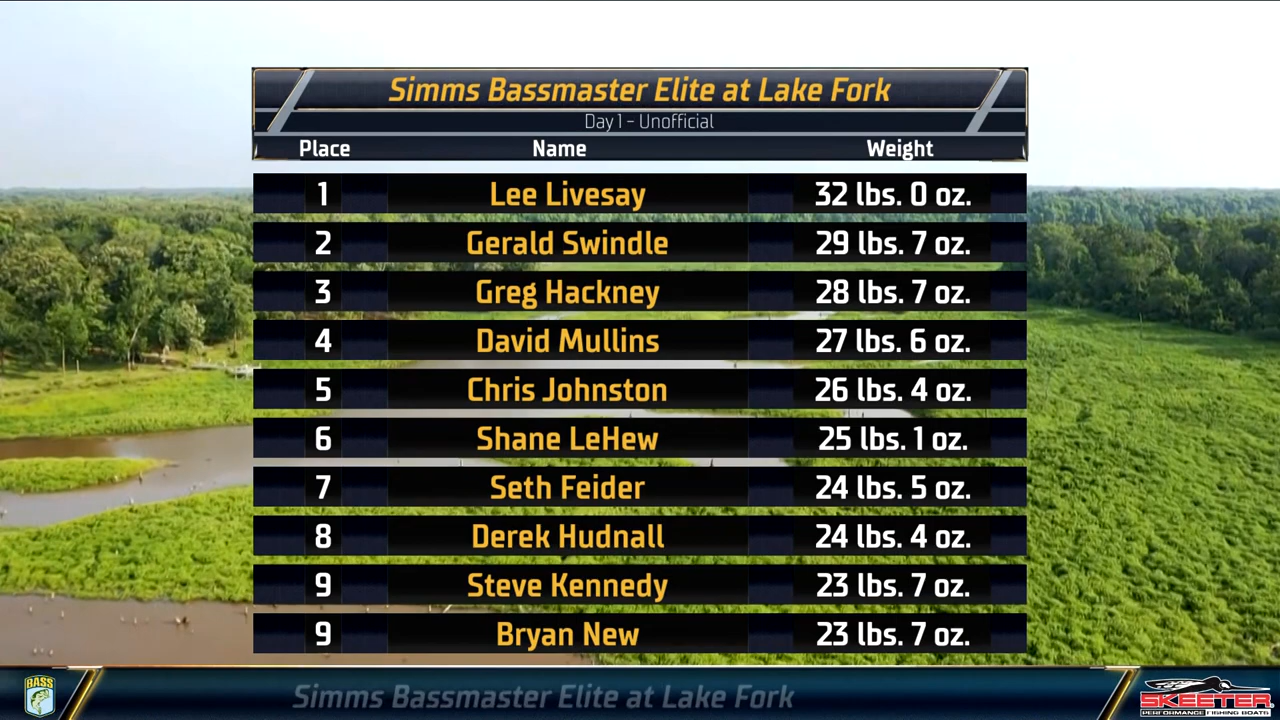 Simms Bassmaster Elite at Lake Fork
Day 1 - Unofficial
Place Name Weight
1 Lee Livesay 32 lbs. 0 oz.
2 Gerald Swindle 29 lbs. 7 oz.
3 Greg Hackney 28 lbs. 7 oz.
4 David Mullins 27 lbs. 6 oz.
5 Chris Johnston 26 lbs. 4 oz.
6 Shane LeHew 25 lbs. 1 oz.
7 Seth Feider 24 lbs. 5 oz.
8 Derek Hudnall 24 lbs. 4 oz.
9 Steve Kennedy 23 lbs. 7 oz.
9 Bryan New 23 lbs. 7 oz.
BASS Simms Bassmaster Elite at Lake Fork SKEETER
PERFORMANCE FISHING BOATS